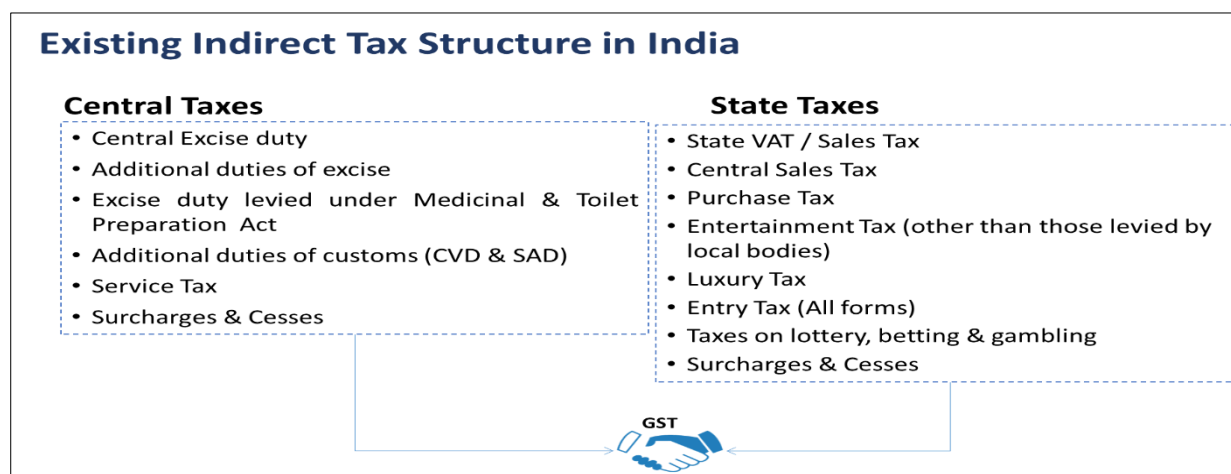 Existing Indirect Tax Structure in India
Central Taxes
• Central Excise duty
• Additional duties of excise
• Excise duty levied under Medicinal & Toilet
Preparation Act
• Additional duties of customs (CVD & SAD)
• Service Tax
• Surcharges & Cesses
State Taxes
• State VAT / Sales Tax
• Central Sales Tax
• Purchase Tax
• Entertainment Tax (other than those levied by
local bodies)
• Luxury Tax
• Entry Tax (All forms)
• Taxes on lottery, betting & gambling
• Surcharges & Cesses
GST